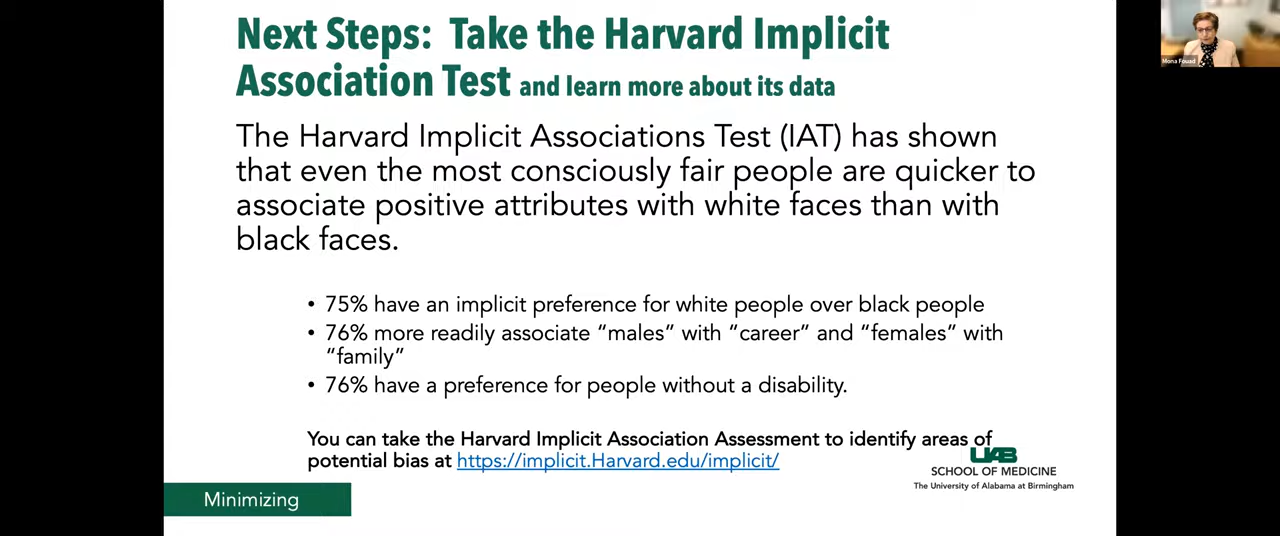 Next Steps: Take the Harvard Implicit
Association Test and learn more about its data
The Harvard Implicit Associations Test (IAT) has shown
that even the most consciously fair people are quicker to
associate positive attributes with white faces than with
black faces.
• 75% have an implicit preference for white people over black people
• 76% more readily associate “males” with “career” and “females” with
“family”
• 76% have a preference for people without a disability.
You can take the Harvard Implicit Association Assessment to identify areas of
potential bias at https://implicit.Harvard.edu/implicit/
UAB
SCHOOL OF MEDICINE
The University of Alabama at Birmingham
Minimizing
Mona Fouad